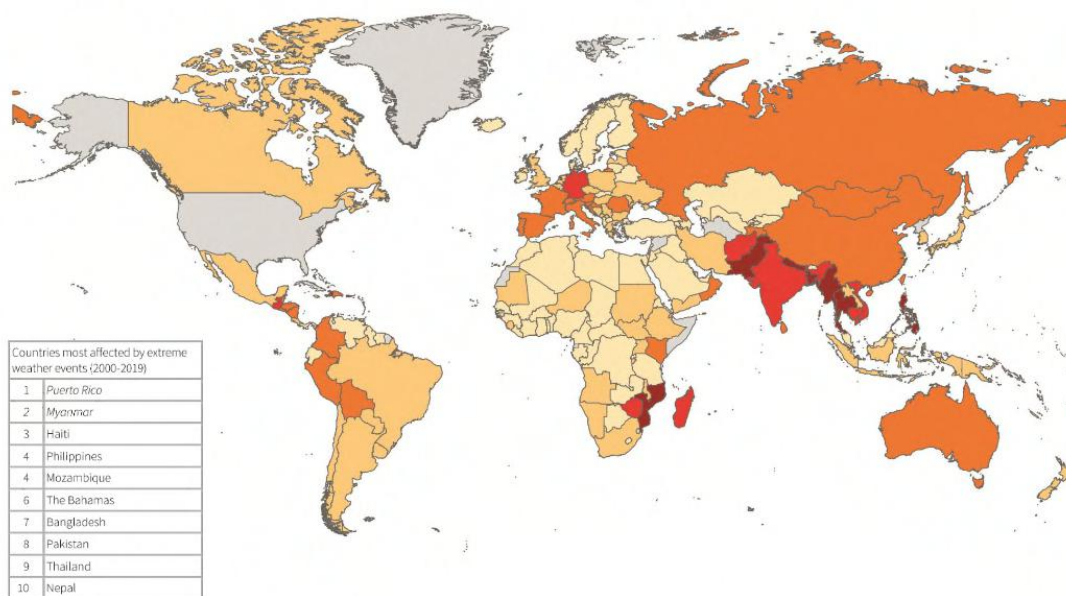 Countries most affected by extreme
weather events (2000-2019)
1 Puerto Rico
2 Myanmar
3 Haiti
4 Philippines
4 Mozambique
6 The Bahamas
7 Bangladesh
8 Pakistan
9 Thailand
10 Nepal